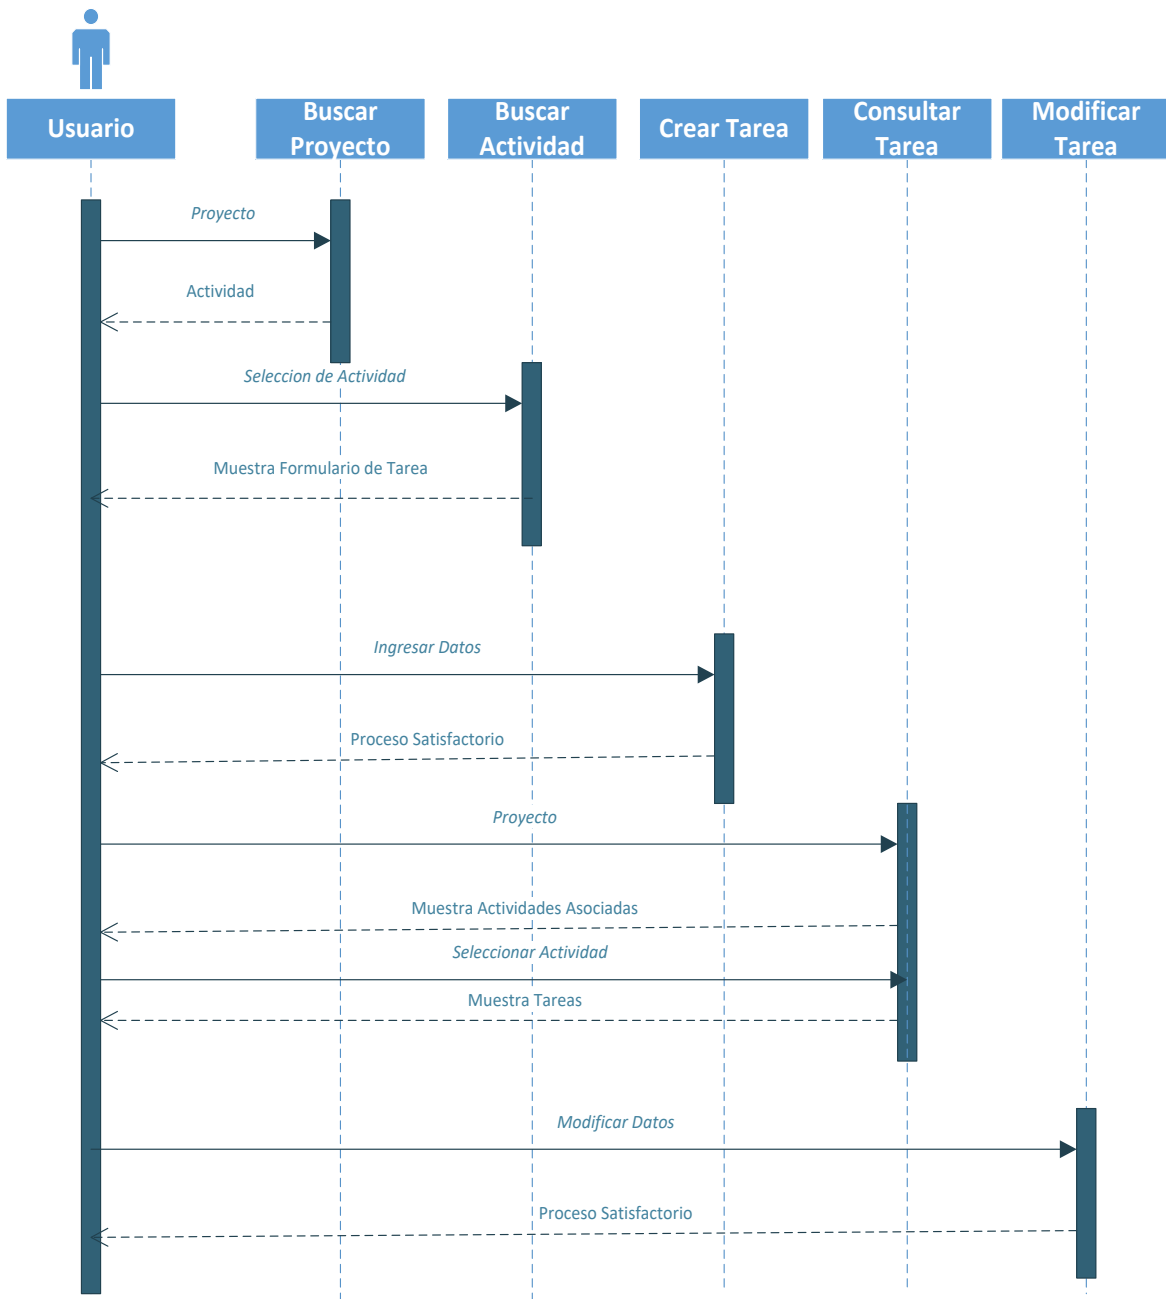 Usuario
Buscar
Proyecto
Buscar
Actividad
Crear Tarea
Consultar
Tarea
Modificar
Tarea
Proyecto
Actividad
Seleccion de Actividad
Muestra Formulario de Tarea
Ingresar Datos
Proceso Satisfactorio
Proyecto
Muestra Actividades Asociadas
Seleccionar Actividad
Muestra Tareas
Modificar Datos
Proceso Satisfactorio